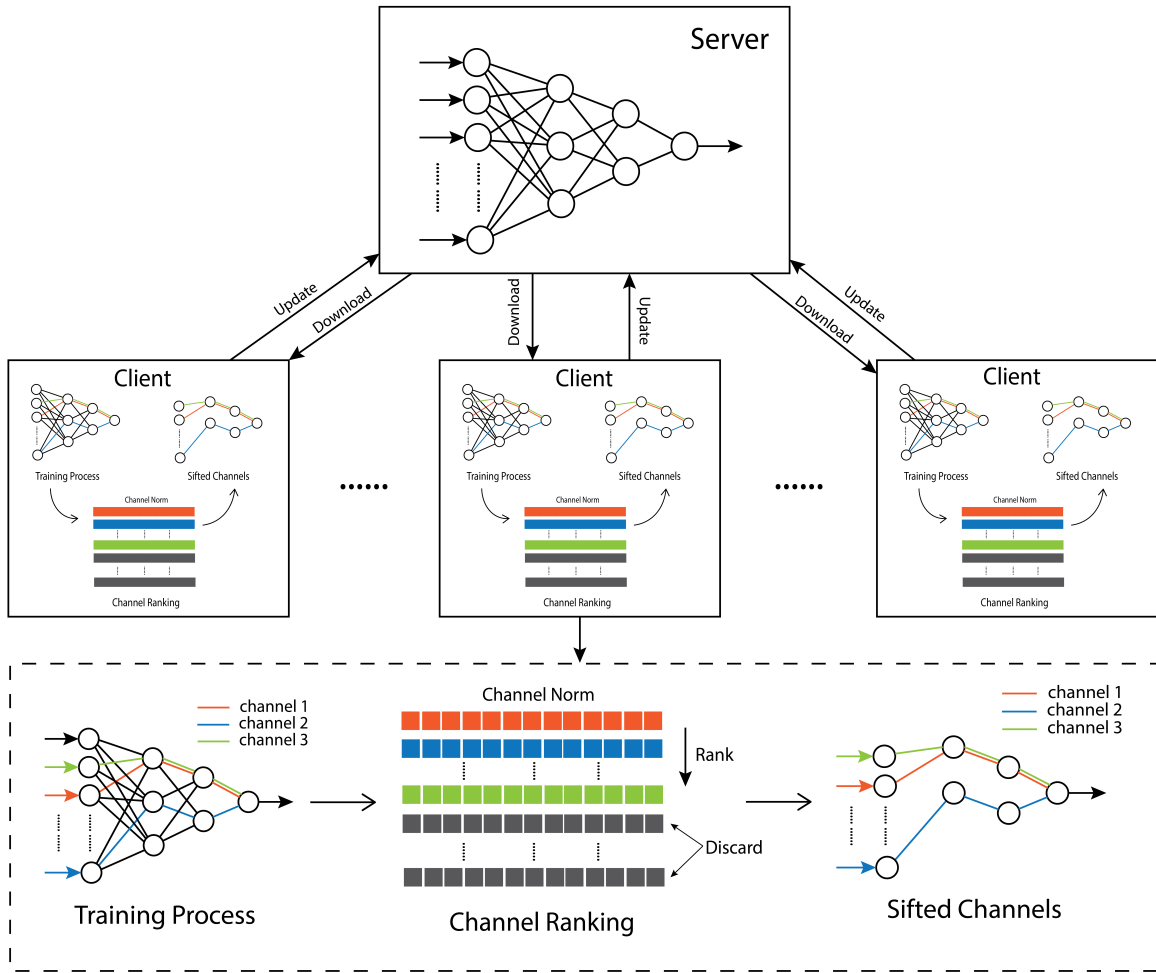 Server
Update
Download
Download
Update
Download
Update
Client
Training Process
Sifted Channels
Channel Norm
Channel Ranking
......
Client
Training Process
Sifted Channels
Channel Norm
Channel Ranking
......
Client
Training Process
Sifted Channels
Channel Norm
Channel Ranking
channel 1
channel 2
channel 3
Training Process
Channel Norm
Rank
Discard
Channel Ranking
channel 1
channel 2
channel 3
Sifted Channels